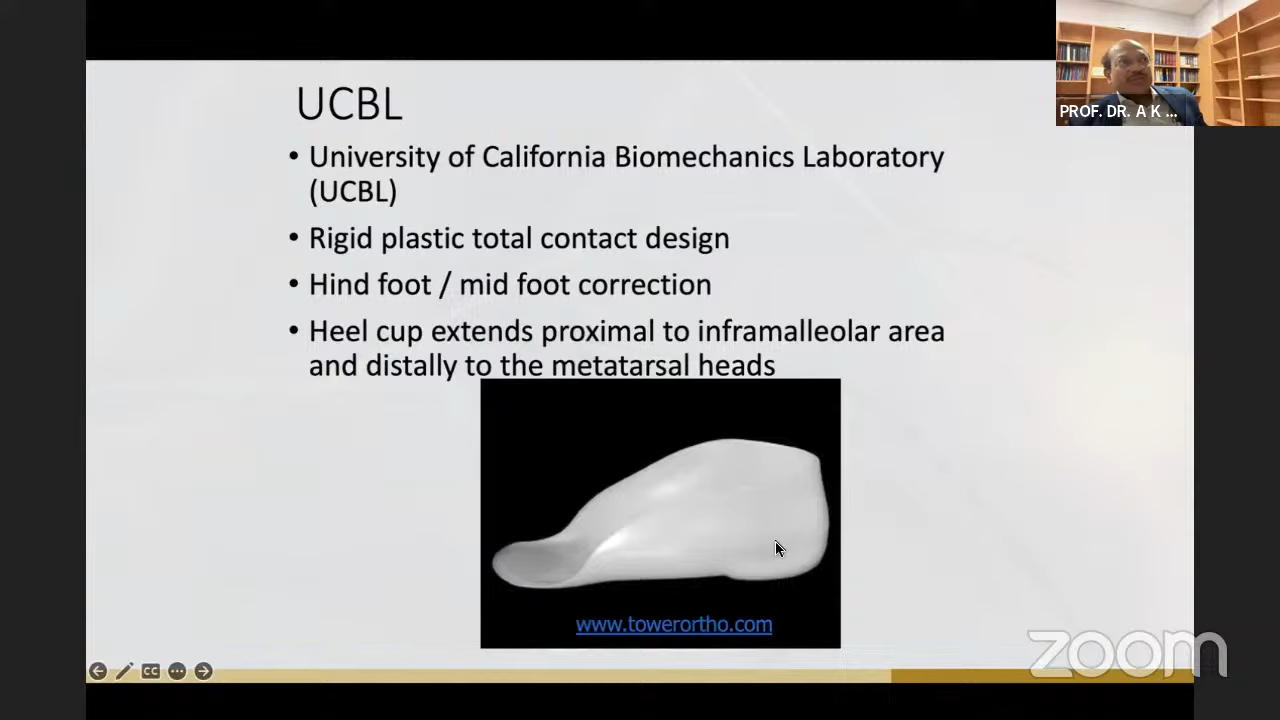 UCBL
• University of California Biomechanics Laboratory
(UCBL)
• Rigid plastic total contact design
• Hind foot / mid foot correction
• Heel cup extends proximal to inframalleolar area
and distally to the metatarsal heads
www.towerortho.com
PROF. DR. A K ...
CC
zoom